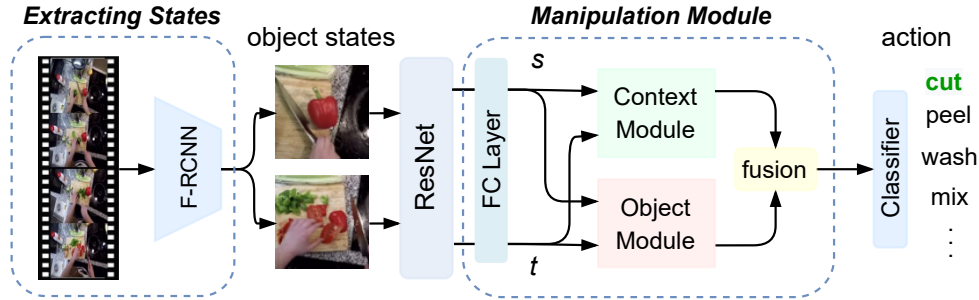 Extracting States
Manipulation Module
object states
action
F-RCNN
ResNet
FC Layer
s
t
Context
Module
Object
Module
fusion
Classifier
cut
peel
wash
mix